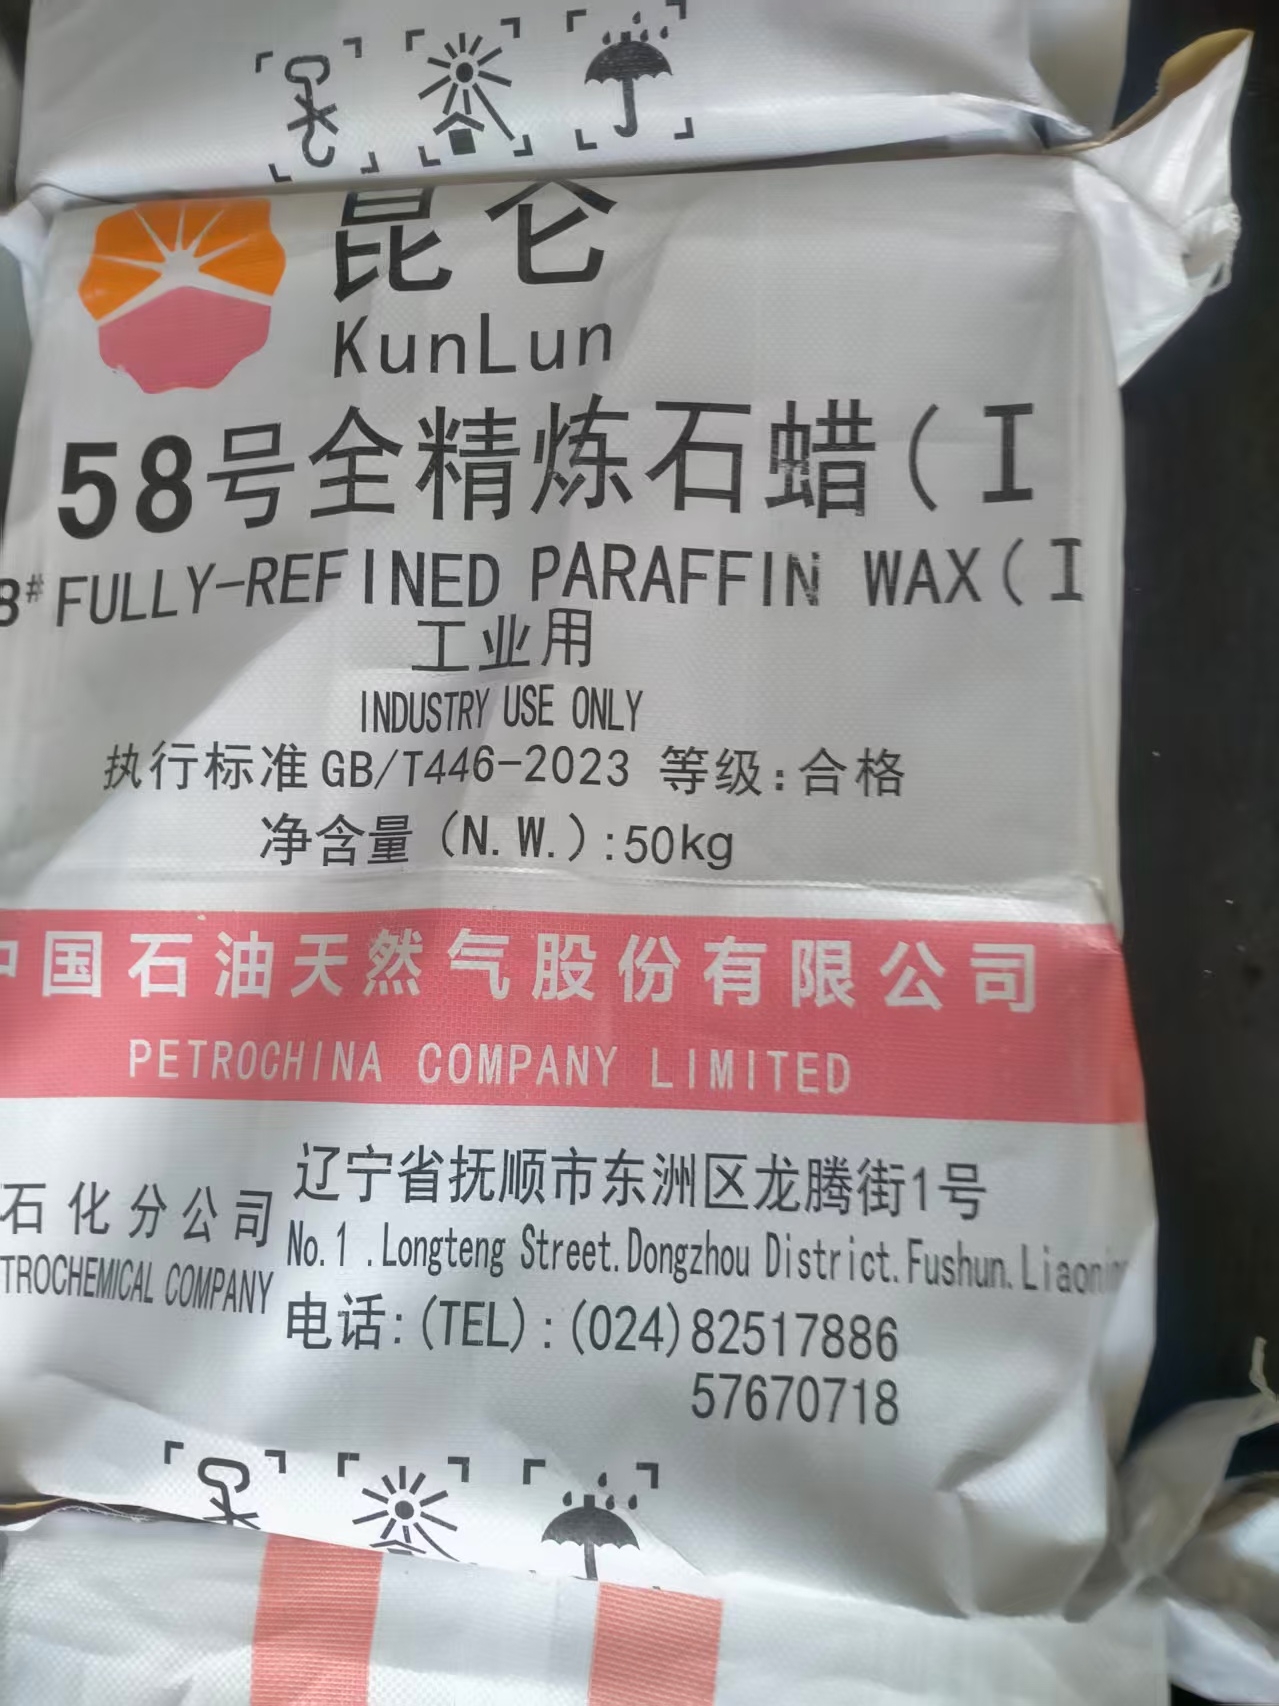 昆仑
KunLun
58号全精炼石蜡(I
8# FULLY-REFINED PARAFFIN WAX(I
工业用
INDUSTRY USE ONLY
执行标准GB/T446-2023 等级:合格
净含量(N.W.):50kg
中国石油天然气股份有限公司
PETROCHINA COMPANY LIMITED
石化分公司
TROCHEMICAL COMPANY
辽宁省抚顺市东洲区龙腾街1号
No.1 .Longteng Street.Dongzhou District.Fushun.Liaonin
电话:(TEL):(024)82517886
57670718